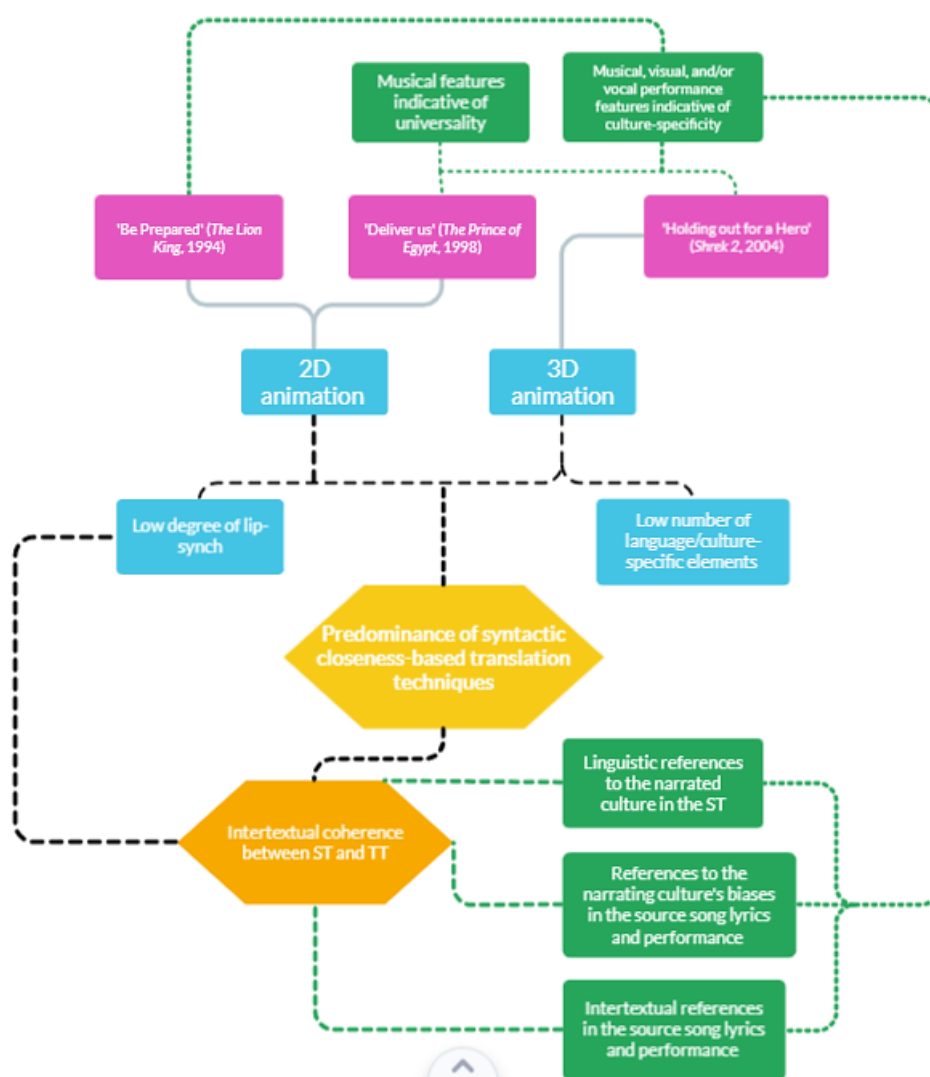 Musical features
indicative of
universality
Musical, visual, and/or
vocal performance
features indicative of
culture-specificity
'Be Prepared' (The Lion
King, 1994)
'Deliver us' (The Prince of
Egypt, 1998)
'Holding out for a Hero'
(Shrek 2, 2004)
2D
animation
3D
animation
Low degree of lip-
synch
Low number of
language/culture-
specific elements
Predominance of syntactic
closeness-based translation
techniques
Intertextual coherence
between ST and TT
Linguistic references
to the narrated
culture in the ST
References to the
narrating culture's biases
in the source song lyrics
and performance
Intertextual references
in the source song lyrics
and performance